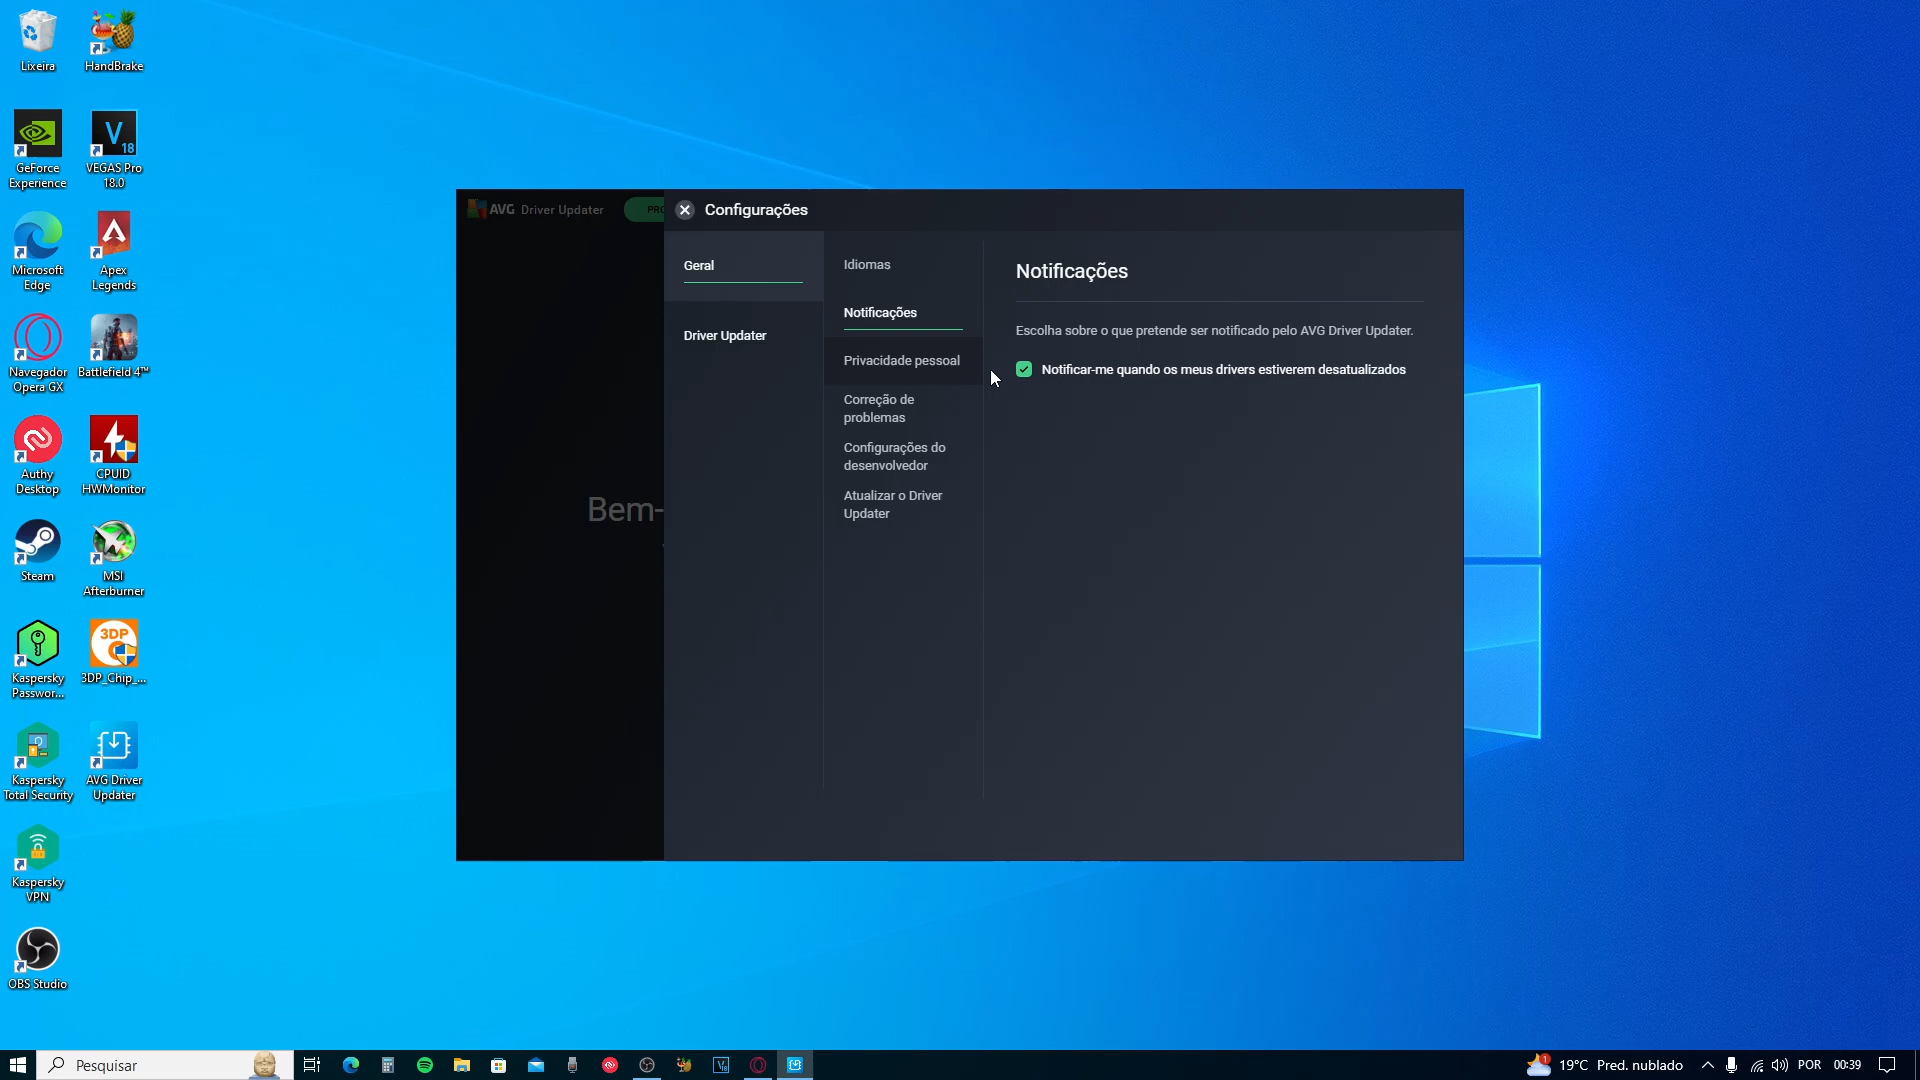 Lixeira
HandBrake
GeForce
Experience
V
18
VEGAS Pro
18.0
Microsoft
Edge
Apex
Legends
Navegador
Opera GX
Battlefield 4™
Authy
Desktop
CPUID
HWMonitor
Steam
MSI
Afterburner
Kaspersky
Passwor...
3DP
3DP_Chip_...
Kaspersky
Total Security
AVG Driver
Updater
Kaspersky
VPN
OBS Studio
AVG Driver Updater
Configurações
Geral
Driver Updater
Idiomas
Notificações
Privacidade pessoal
Correção de
problemas
Configurações do
desenvolvedor
Atualizar o Driver
Updater
Notificações
Escolha sobre o que pretende ser notificado pelo AVG Driver Updater.
Notificar-me quando os meus drivers estiverem desatualizados
Bem-
Pesquisar
1
19°C Pred. nublado
POR
00:39